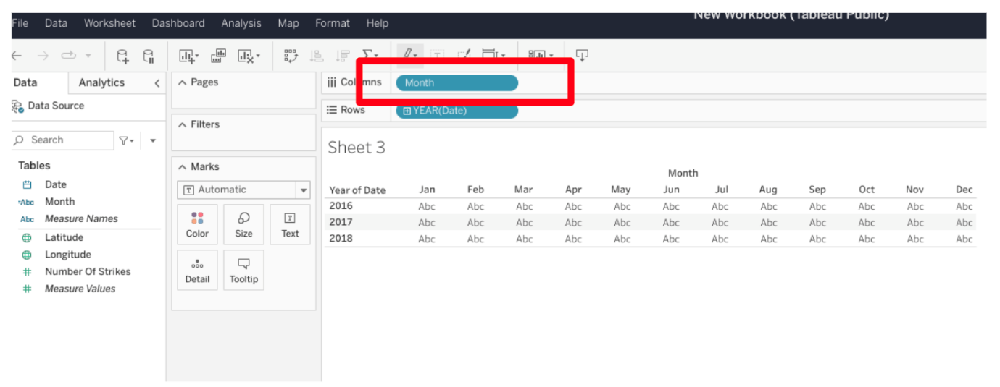 New Workbook (Tableau Public)
File Data Worksheet Dashboard Analysis Map Format Help
Data Analytics
Data Source
Search
Tables
Date
Abc Month
Abc Measure Names
Latitude
Longitude
Number Of Strikes
Measure Values
Pages
Filters
Marks
T Automatic
Color Size Text
Detail Tooltip
Columns Month
Rows YEAR(Date)
Sheet 3
Month
Year of Date Jan Feb Mar Apr May Jun Jul Aug Sep Oct Nov Dec
2016 Abc Abc Abc Abc Abc Abc Abc Abc Abc Abc Abc Abc
2017 Abc Abc Abc Abc Abc Abc Abc Abc Abc Abc Abc Abc
2018 Abc Abc Abc Abc Abc Abc Abc Abc Abc Abc Abc Abc